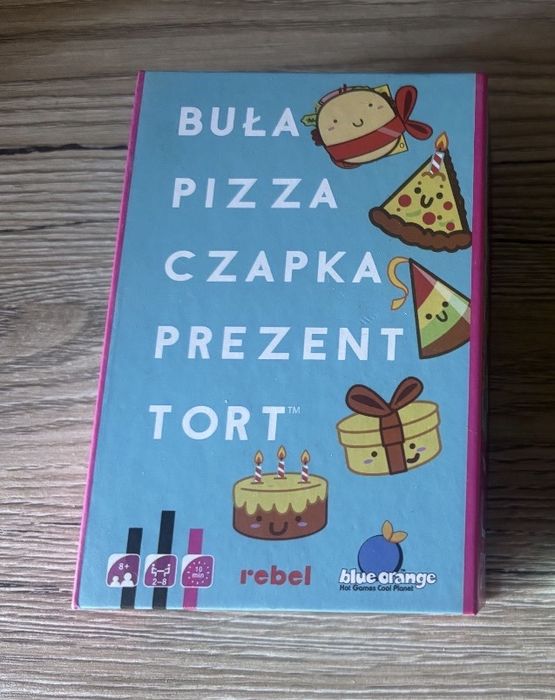 BUŁA
PIZZA
CZAPKA
PREZENT
TORT™
8+
2-8
10
min
rebel
blue orange
Hot Games Cool Planet